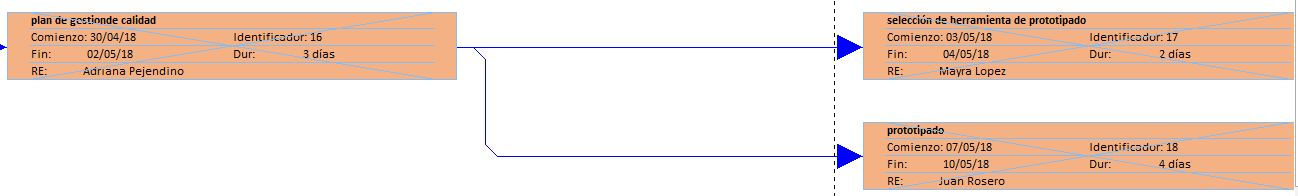 plan de gestionde calidad
Comienzo: 30/04/18 Identificador: 16
Fin: 02/05/18 Dur: 3 días
RE: Adriana Pejendino
selección de herramienta de prototipado
Comienzo: 03/05/18 Identificador: 17
Fin: 04/05/18 Dur: 2 días
RE: Mayra Lopez
prototipado
Comienzo: 07/05/18 Identificador: 18
Fin: 10/05/18 Dur: 4 días
RE: Juan Rosero